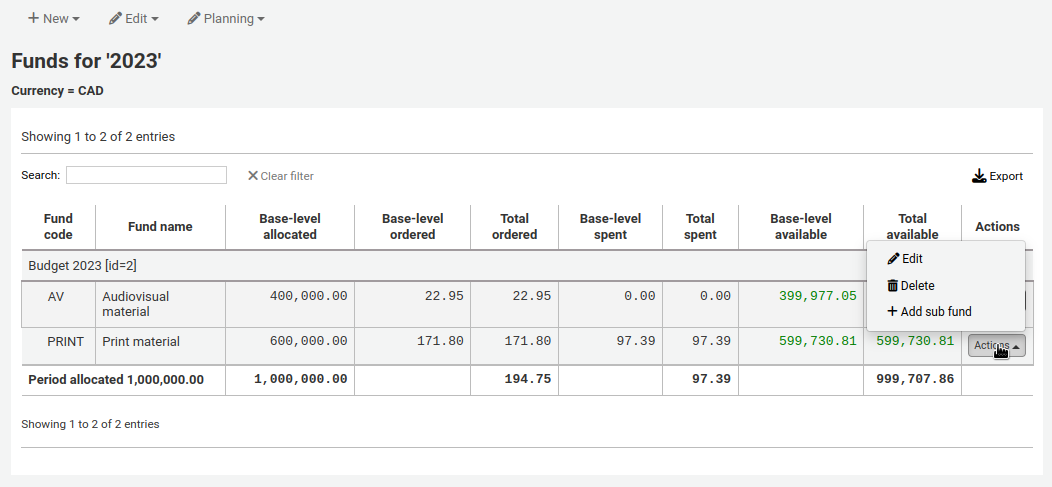 New Edit Planning
Funds for '2023'
Currency = CAD
Showing 1 to 2 of 2 entries
Search: Clear filter Export
Fund code Fund name Base-level allocated Base-level ordered Total ordered Base-level spent Total spent Base-level available Total available Actions
Budget 2023 [id=2]
Edit
Delete
Add sub fund
AV Audiovisual material 400,000.00 22.95 22.95 0.00 0.00 399,977.05
PRINT Print material 600,000.00 171.80 171.80 97.39 97.39 599,730.81 599,730.81 Actions
Period allocated 1,000,000.00 1,000,000.00 194.75 97.39 999,707.86
Showing 1 to 2 of 2 entries